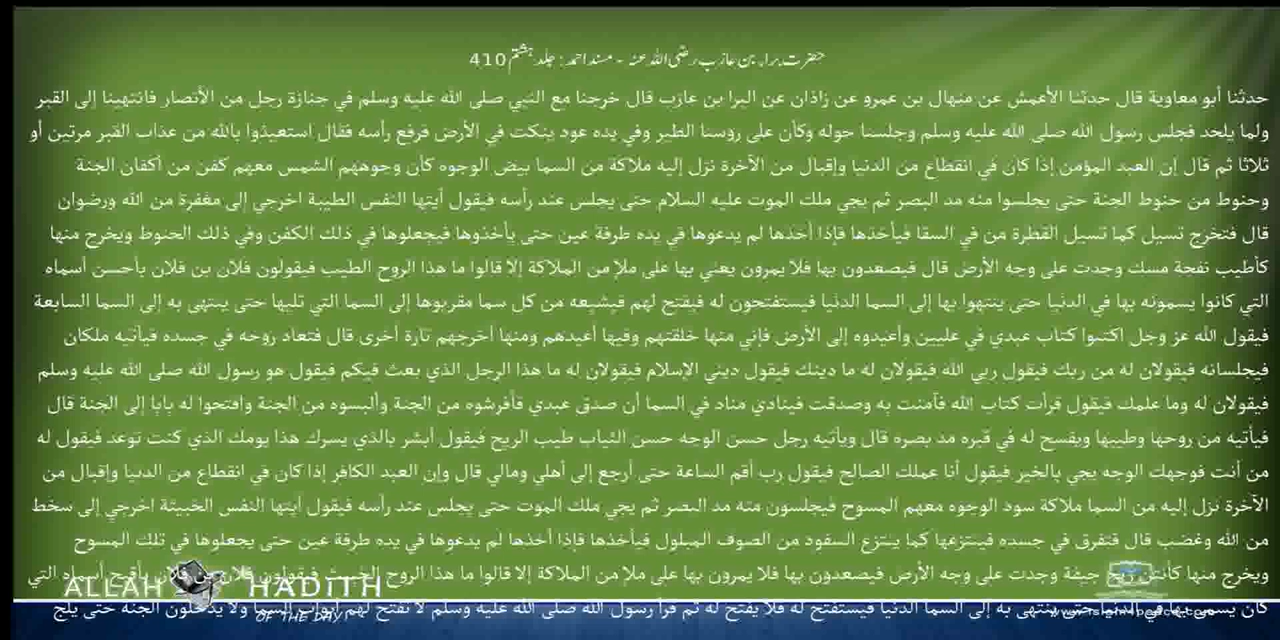 حضرت براء بن عازب رضی اللہ عنہ - مسند احمد: جلد ہشتم 410
حدثنا أبو معاوية قال حدثنا الأعمش عن منهال بن عمرو عن زاذان عن البرا بن عازب قال خرجنا مع النبي صلى الله عليه وسلم في جنازة رجل من الأنصار فانتهينا إلى القبر
ولما يلحد فجلس رسول الله صلى الله عليه وسلم وجلسنا حوله وكأن على روسنا الطير وفي يده عود ينكت في الأرض فرفع رأسه فقال استعيذوا بالله من عذاب القبر مرتين أو
ثلاثا ثم قال إن العبد المؤمن إذا كان في انقطاع من الدنيا وإقبال من الآخرة نزل إليه ملاكة من السما بيض الوجوه كأن وجوههم الشمس معهم كفن من أكفان الجنة
وحنوط من حنوط الجنة حتى يجلسوا منه مد البصر ثم يجي ملك الموت عليه السلام حتى يجلس عند رأسه فيقول أيتها النفس الطيبة اخرجي إلى مغفرة من الله ورضوان
قال فتخرج تسيل كما تسيل القطرة من في السقا فيأخذها فإذا أخذها لم يدعوها في يده طرفة عين حتى يأخذوها فيجعلوها في ذلك الكفن وفي ذلك الحنوط ويخرج منها
كأطيب نفحة مسك وجدت على وجه الأرض قال فيصعدون بها فلا يمرون يعني بها على ملإ من الملاكة إلا قالوا ما هذا الروح الطيب فيقولون فلان بن فلان بأحسن أسماه
التي كانوا يسمونه بها في الدنيا حتى ينتهوا بها إلى السما الدنيا فيستفتحون له فيفتح لهم فيشيعه من كل سما مقربوها إلى السما التي تليها حتى ينتهى به إلى السما السابعة
فيقول الله عز وجل اكتبوا كتاب عبدي في عليين وأعيدوه إلى الأرض فإني منها خلقتهم وفيها أعيدهم ومنها أخرجهم تارة أخرى قال فتعاد روحه في جسده فيأتيه ملكان
فيجلسانه فيقولان له من ربك فيقول ربي الله فيقولان له ما دينك فيقول ديني الإسلام فيقولان له ما هذا الرجل الذي بعث فيكم فيقول هو رسول الله صلى الله عليه وسلم
فيقولان له وما علمك فيقول قرأت كتاب الله فآمنت به وصدقت فينادي مناد في السما أن صدق عبدي فأفرشوه من الجنة وألبسوه من الجنة وافتحوا له بابا إلى الجنة قال
فيأتيه من روحها وطيبها ويفسح له في قبره مد بصره قال ويأتيه رجل حسن الوجه حسن الثياب طيب الريح فيقول أبشر بالذي يسرك هذا يومك الذي كنت توعد فيقول له
من أنت فوجهك الوجه يجي بالخير فيقول أنا عملك الصالح فيقول رب أقم الساعة حتى أرجع إلى أهلي ومالي قال وإن العبد الكافر إذا كان في انقطاع من الدنيا وإقبال من
الآخرة نزل إليه من السما ملاكة سود الوجوه معهم المسوح فيجلسون منه مد البصر ثم يجي ملك الموت حتى يجلس عند رأسه فيقول أيتها النفس الخبيثة اخرجي إلى سخط
من الله وغضب قال فتفرق في جسده فينتزعها كما ينتزع السفود من الصوف المبلول فيأخذها فإذا أخذها لم يدعوها في يده طرفة عين حتى يجعلوها في تلك المسوح
ويخرج منها كأنتن ريح جيفة وجدت على وجه الأرض فيصعدون بها فلا يمرون بها على ملإ من الملاكة إلا قالوا ما هذا الروح الخبيث فيقولون فلان بن فلان بأقبح أسماه التي
ALLAH HADITH
كان يسمى بها في الدنيا حتى ينتهى به إلى السما الدنيا فيستفتح له فلا يفتح له ثم قرأ رسول الله صلى الله عليه وسلم لا تفتح لهم أبواب السما ولا يدخلون الجنة حتى يلج
OF THE DAY!